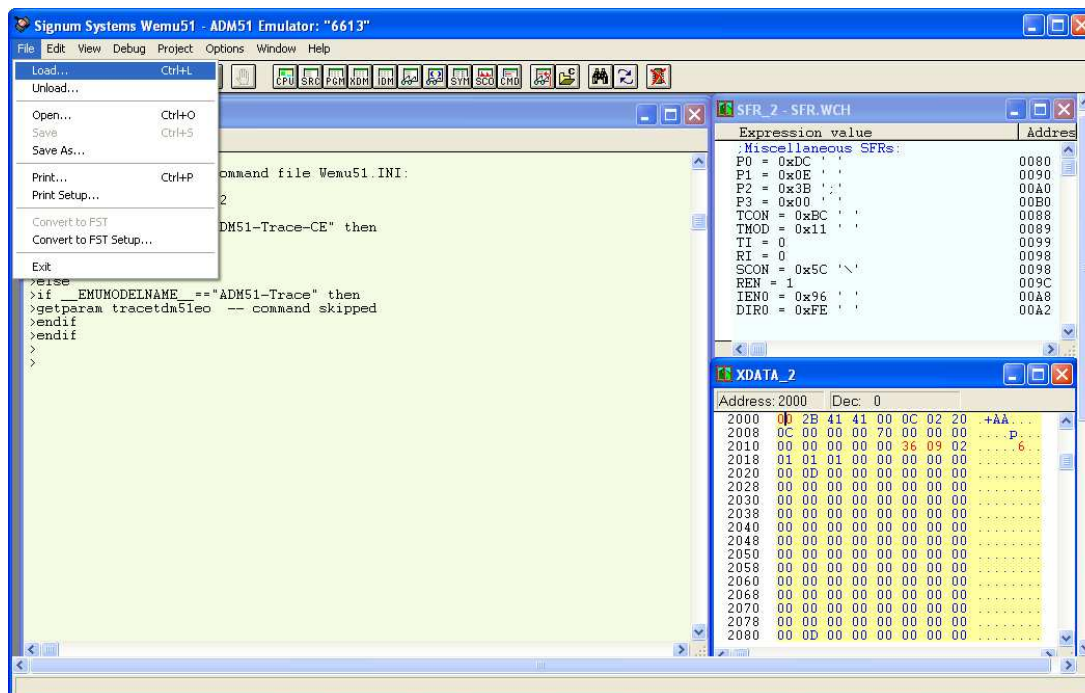 Signum Systems Wemu51 - ADM51 Emulator: "6613"
File Edit View Debug Project Options Window Help
Load... Ctrl+L
Unload...
Open... Ctrl+O
Save Ctrl+S
Save As...
Print... Ctrl+P
Print Setup...
Convert to FST
Convert to FST Setup...
Exit
CPU SRC PGM XDM IDM SYM SCO CMD
ommand file Wemu51.INI:
2
DM51-Trace-CE" then
>else
>if __EMUMODELNAME__=="ADM51-Trace" then
>getparam tracetdm51eo -- command skipped
>endif
>endif
>
>
SFR_2 - SFR.WCH
Expression value Addres
;Miscellaneous SFRs:
P0 = 0xDC ' ' 0080
P1 = 0x0E ' ' 0090
P2 = 0x3B ';' 00A0
P3 = 0x00 ' ' 00B0
TCON = 0xBC ' ' 0088
TMOD = 0x11 ' ' 0089
TI = 0 0099
RI = 0 0098
SCON = 0x5C '\' 0098
REN = 1 009C
IEN0 = 0x96 ' ' 00A8
DIR0 = 0xFE ' ' 00A2
XDATA_2
Address: 2000 Dec: 0
2000 00 2B 41 41 00 0C 02 20 .+AA...
2008 0C 00 00 00 70 00 00 00 ....p...
2010 00 00 00 00 00 36 09 02 .....6..
2018 01 01 01 00 00 00 00 00 ........
2020 00 0D 00 00 00 00 00 00 ........
2028 00 00 00 00 00 00 00 00 ........
2030 00 00 00 00 00 00 00 00 ........
2038 00 00 00 00 00 00 00 00 ........
2040 00 00 00 00 00 00 00 00 ........
2048 00 00 00 00 00 00 00 00 ........
2050 00 00 00 00 00 00 00 00 ........
2058 00 00 00 00 00 00 00 00 ........
2060 00 00 00 00 00 00 00 00 ........
2068 00 00 00 00 00 00 00 00 ........
2070 00 00 00 00 00 00 00 00 ........
2078 00 00 00 00 00 00 00 00 ........
2080 00 0D 00 00 00 00 00 00 ........